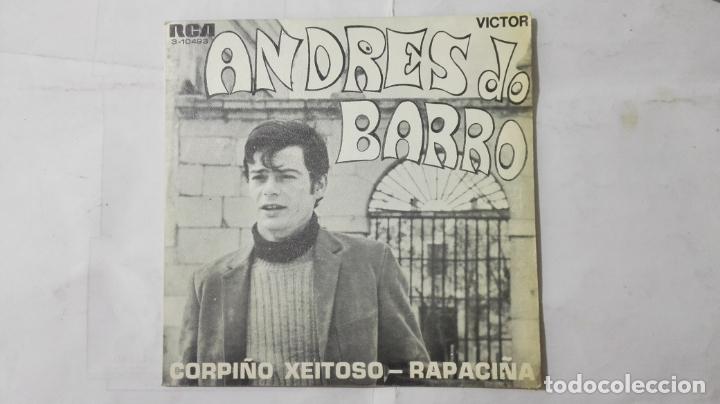 RCA
VICTOR
3-10493
ANDRES do
BARRO
CORPIÑO XEITOSO - RAPACIÑA
todocoleccion